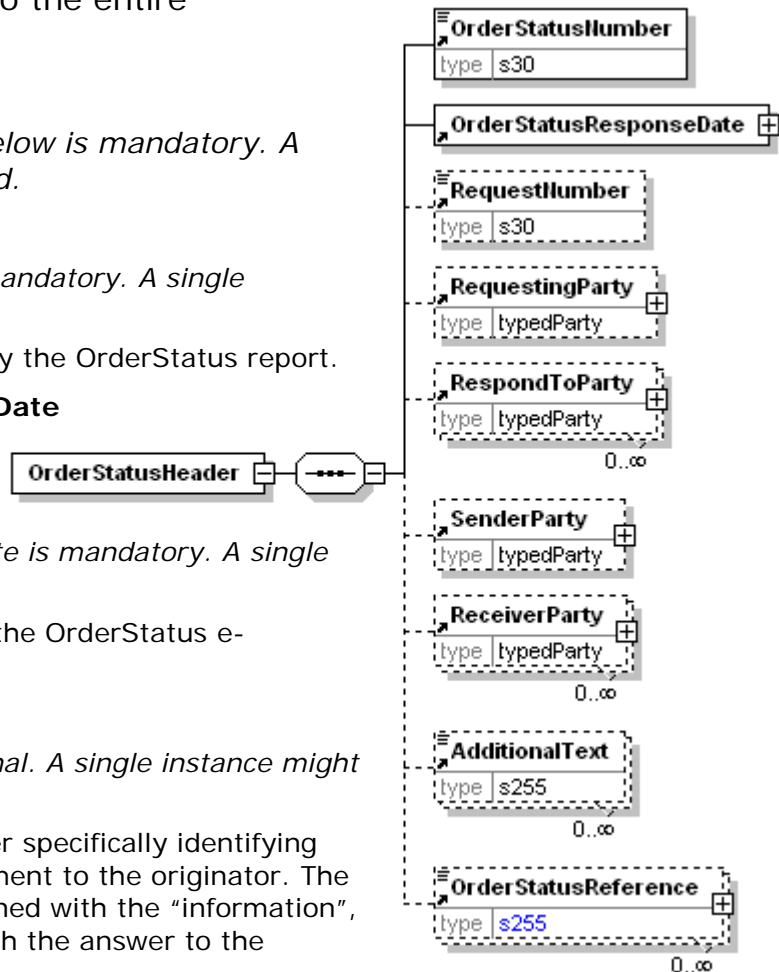 o the entire
elow is mandatory. A
d.
andatory. A single
y the OrderStatus report.
Date
te is mandatory. A single
the OrderStatus e-
nal. A single instance might
er specifically identifying
nent to the originator. The
ned with the “information”,
h the answer to the
OrderStatusHeader
OrderStatusNumber
type s30
OrderStatusResponseDate
RequestNumber
type s30
RequestingParty
type typedParty
RespondToParty
type typedParty
0..∞
SenderParty
type typedParty
ReceiverParty
type typedParty
0..∞
AdditionalText
type s255
0..∞
OrderStatusReference
type s255
0..∞